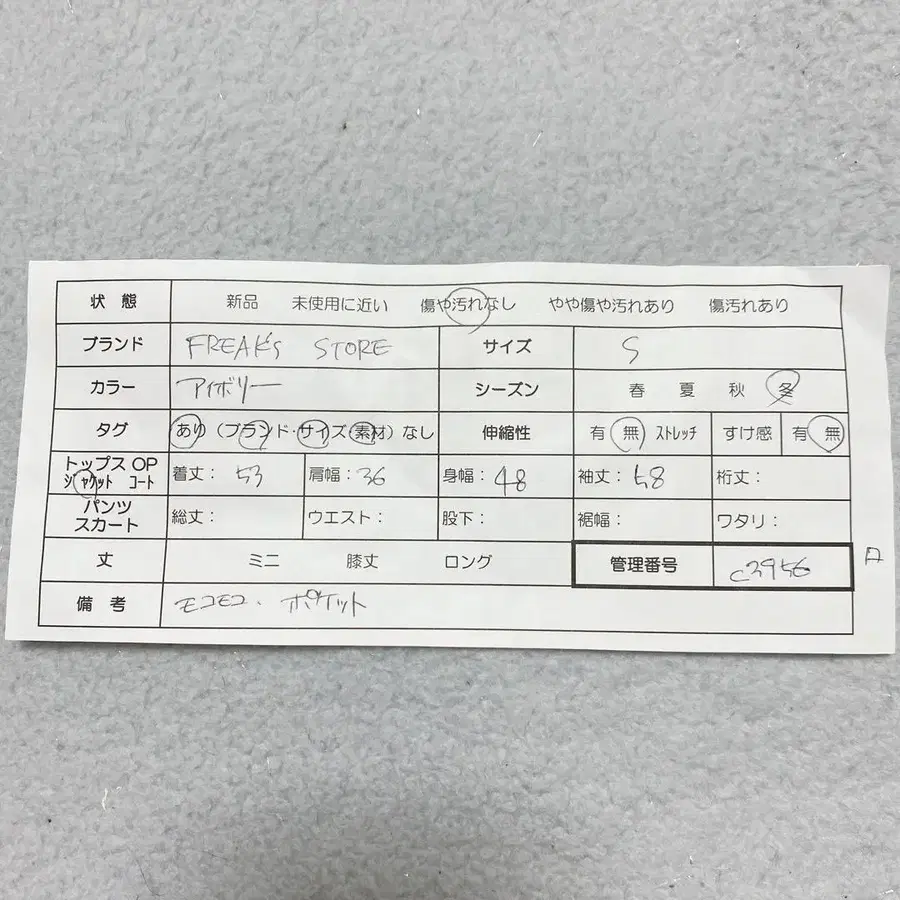 状態 新品 未使用に近い 傷や汚れなし やや傷や汚れあり 傷汚れあり
ブランド FREAK's STORE サイズ S
カラー アイボリー シーズン 春 夏 秋 冬
タグ あり(ブランド・サイズ・素材)なし 伸縮性 有 無 ストレッチ すけ感 有 無
トップス OP
ジャケット コート 着丈: 53 肩幅: 36 身幅: 48 袖丈: 58 裄丈:
パンツ
スカート 総丈: ウエスト: 股下: 裾幅: ワタリ:
丈 ミニ 膝丈 ロング 管理番号 c3956
備考 モコモコ、ポケット